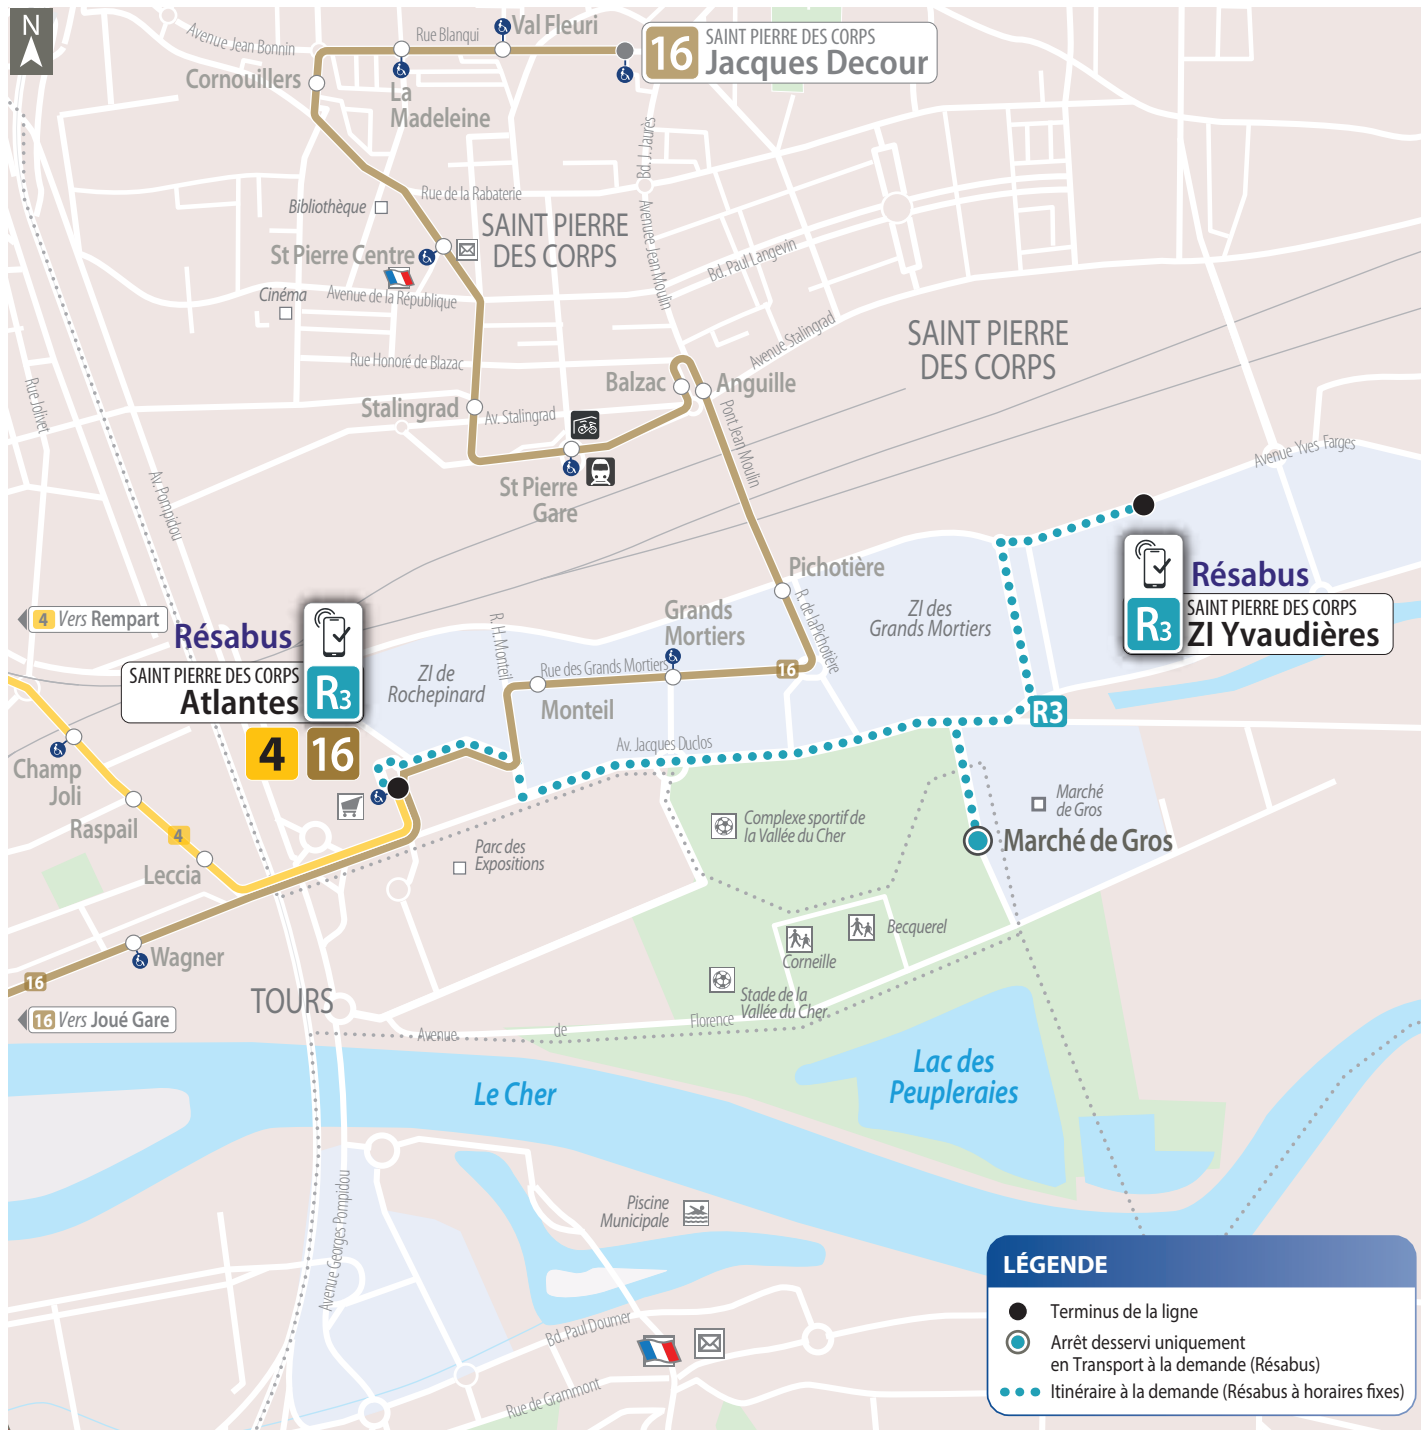 N
Avenue Jean Bonnin
Rue Blanqui
Val Fleuri
16
SAINT PIERRE DES CORPS
Jacques Decour
Cornouillers
La
Madeleine
Bd. J. Jaurès
Rue de la Rabaterie
Bibliothèque
SAINT PIERRE
DES CORPS
Avenuee Jean Moulin
St Pierre Centre
Bd. Paul Langevin
Cinéma
Avenue de la République
Avenue Stalingrad
SAINT PIERRE
DES CORPS
Rue Honoré de Blazac
Rue Jolivet
Balzac
Anguille
Stalingrad
Av. Stalingrad
Pont Jean Moulin
Avenue Yves Farges
Av. Pompidou
St Pierre
Gare
Pichotière
Résabus
R3
SAINT PIERRE DES CORPS
ZI Yvaudières
4 Vers Rempart
Résabus
SAINT PIERRE DES CORPS
Atlantes
R3
4
16
R. H. Monteil
Grands
Mortiers
R. de la Pichotière
ZI des
Grands Mortiers
ZI de
Rochepinard
Rue des Grands Mortiers
16
Monteil
R3
Av. Jacques Duclos
Champ
Joli
Raspail
4
Leccia
Marché
de Gros
Marché de Gros
Complexe sportif de
la Vallée du Cher
Parc des
Expositions
Becquerel
Corneille
Wagner
16
Stade de la
Vallée du Cher
TOURS
16 Vers Joué Gare
Avenue
de
Florence
Lac des
Peupleraies
Le Cher
Avenue Georges Pompidou
Piscine
Municipale
Bd. Paul Doumer
Rue de Grammont
LÉGENDE
Terminus de la ligne
Arrêt desservi uniquement
en Transport à la demande (Résabus)
Itinéraire à la demande (Résabus à horaires fixes)